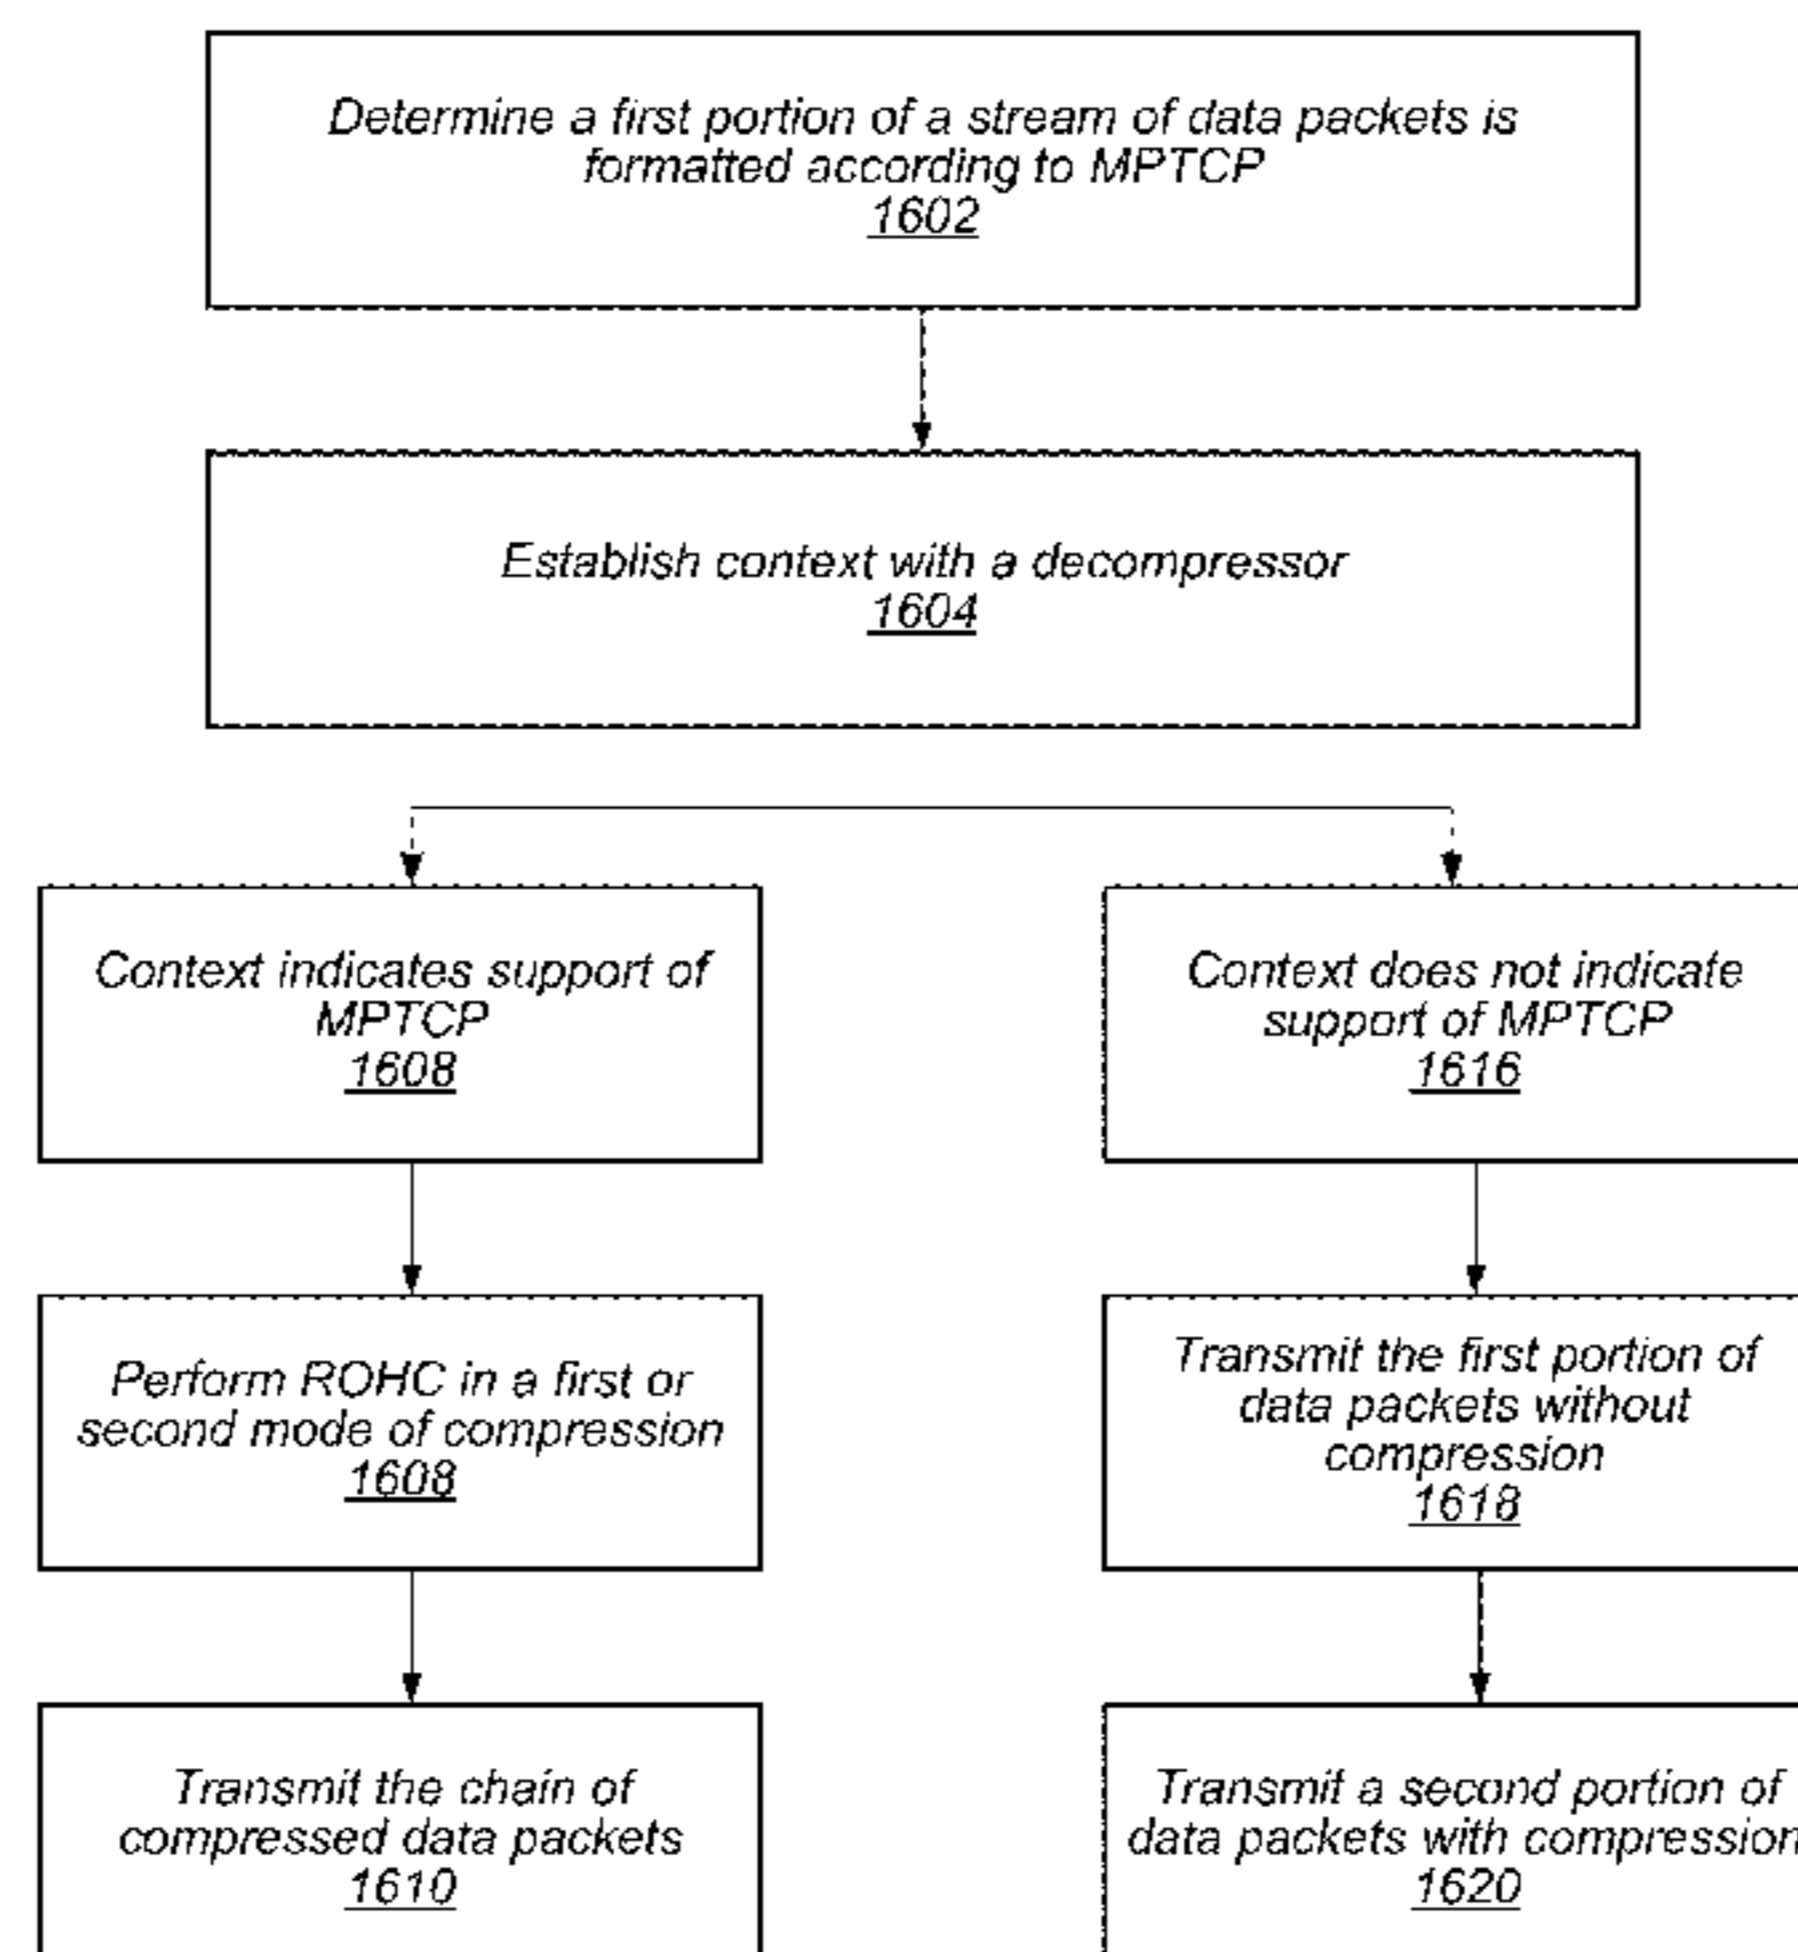 Determine a first portion of a stream of data packets is
formatted according to MPTCP
1602
Establish context with a decompressor
1604
Context indicates support of
MPTCP
1608
Context does not indicate
support of MPTCP
1616
Perform ROHC in a first or
second mode of compression
1608
Transmit the first portion of
data packets without
compression
1618
Transmit the chain of
compressed data packets
1610
Transmit a second portion of
data packets with compression
1620